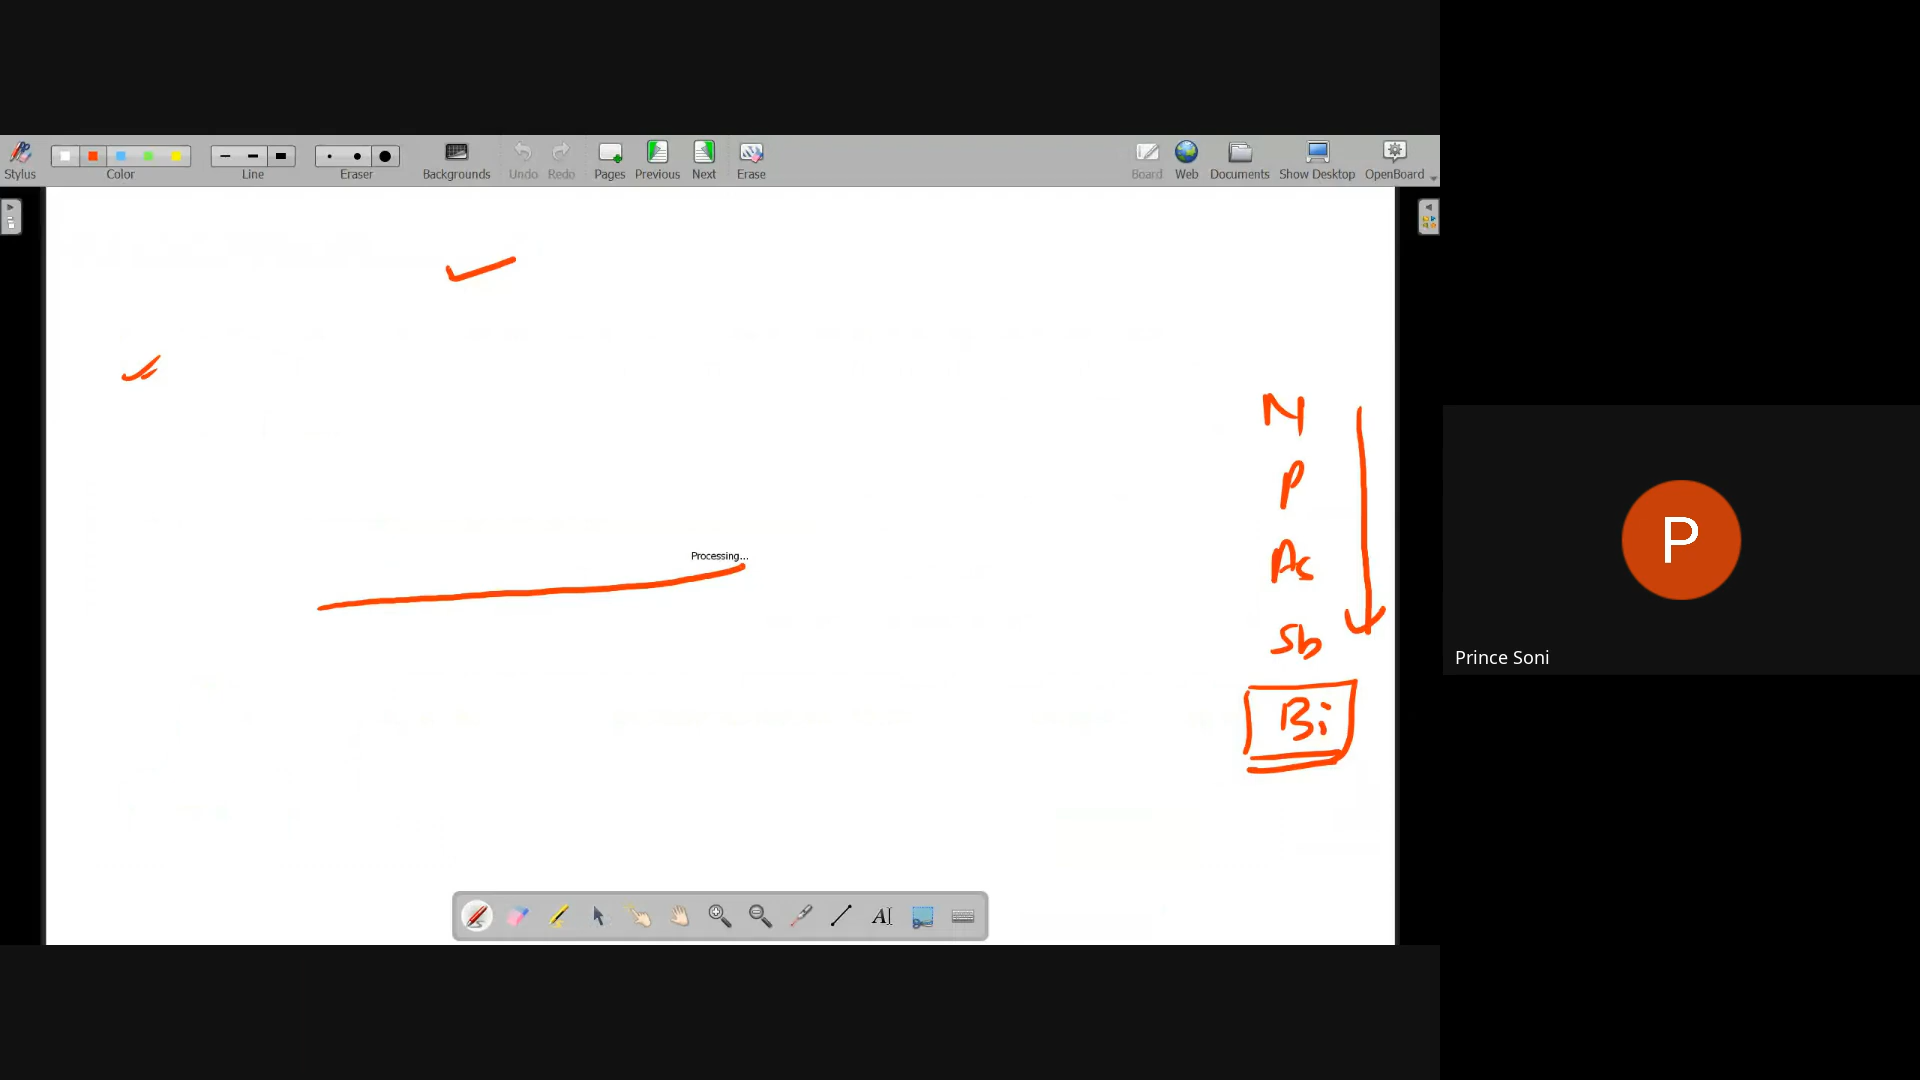 Stylus Color Line Eraser Backgrounds Undo Redo Pages Previous Next Erase Board Web Documents Show Desktop OpenBoard
N
P
Processing...
As
Sb
Bi
AI
P
Prince Soni